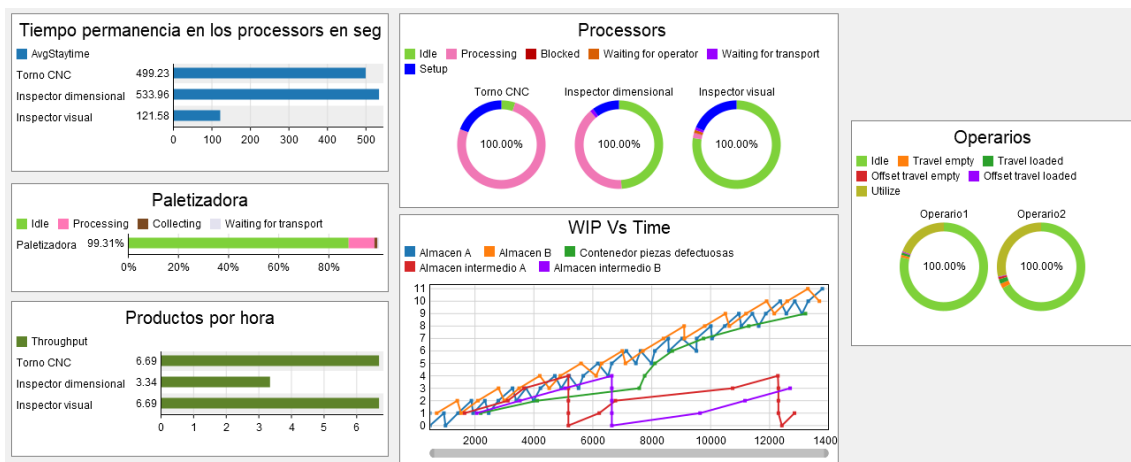 Tiempo permanencia en los processors en seg
AvgStaytime
Torno CNC 499.23
Inspector dimensional 533.96
Inspector visual 121.58
0 100 200 300 400 500
Paletizadora
Idle Processing Collecting Waiting for transport
Paletizadora 99.31%
0% 20% 40% 60% 80%
Productos por hora
Throughput
Torno CNC 6.69
Inspector dimensional 3.34
Inspector visual 6.69
0 1 2 3 4 5 6
Processors
Idle Processing Blocked Waiting for operator Waiting for transport
Setup
Torno CNC Inspector dimensional Inspector visual
100.00% 100.00% 100.00%
WIP Vs Time
Almacen A Almacen B Contenedor piezas defectuosas
Almacen intermedio A Almacen intermedio B
11
10
9
8
7
6
5
4
3
2
1
0
2000 4000 6000 8000 10000 12000 1400
Operarios
Idle Travel empty Travel loaded
Offset travel empty Offset travel loaded
Utilize
Operario1 Operario2
100.00% 100.00%